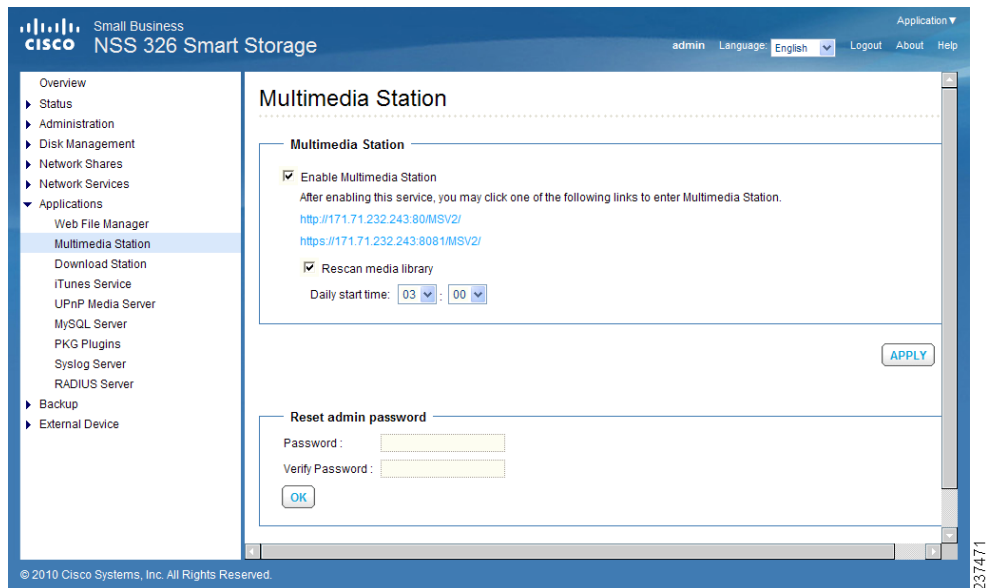 Small Business
Application▼
CISCO NSS 326 Smart Storage
admin Language: English Logout About Help
Overview
Status
Administration
Disk Management
Network Shares
Network Services
Applications
Web File Manager
Multimedia Station
Download Station
iTunes Service
UPnP Media Server
MySQL Server
PKG Plugins
Syslog Server
RADIUS Server
Backup
External Device
Multimedia Station
Multimedia Station
Enable Multimedia Station
After enabling this service, you may click one of the following links to enter Multimedia Station.
http://171.71.232.243:80/MSV2/
https://171.71.232.243:8081/MSV2/
Rescan media library
Daily start time: 03 : 00
APPLY
Reset admin password
Password :
Verify Password :
OK
© 2010 Cisco Systems, Inc. All Rights Reserved.
237471